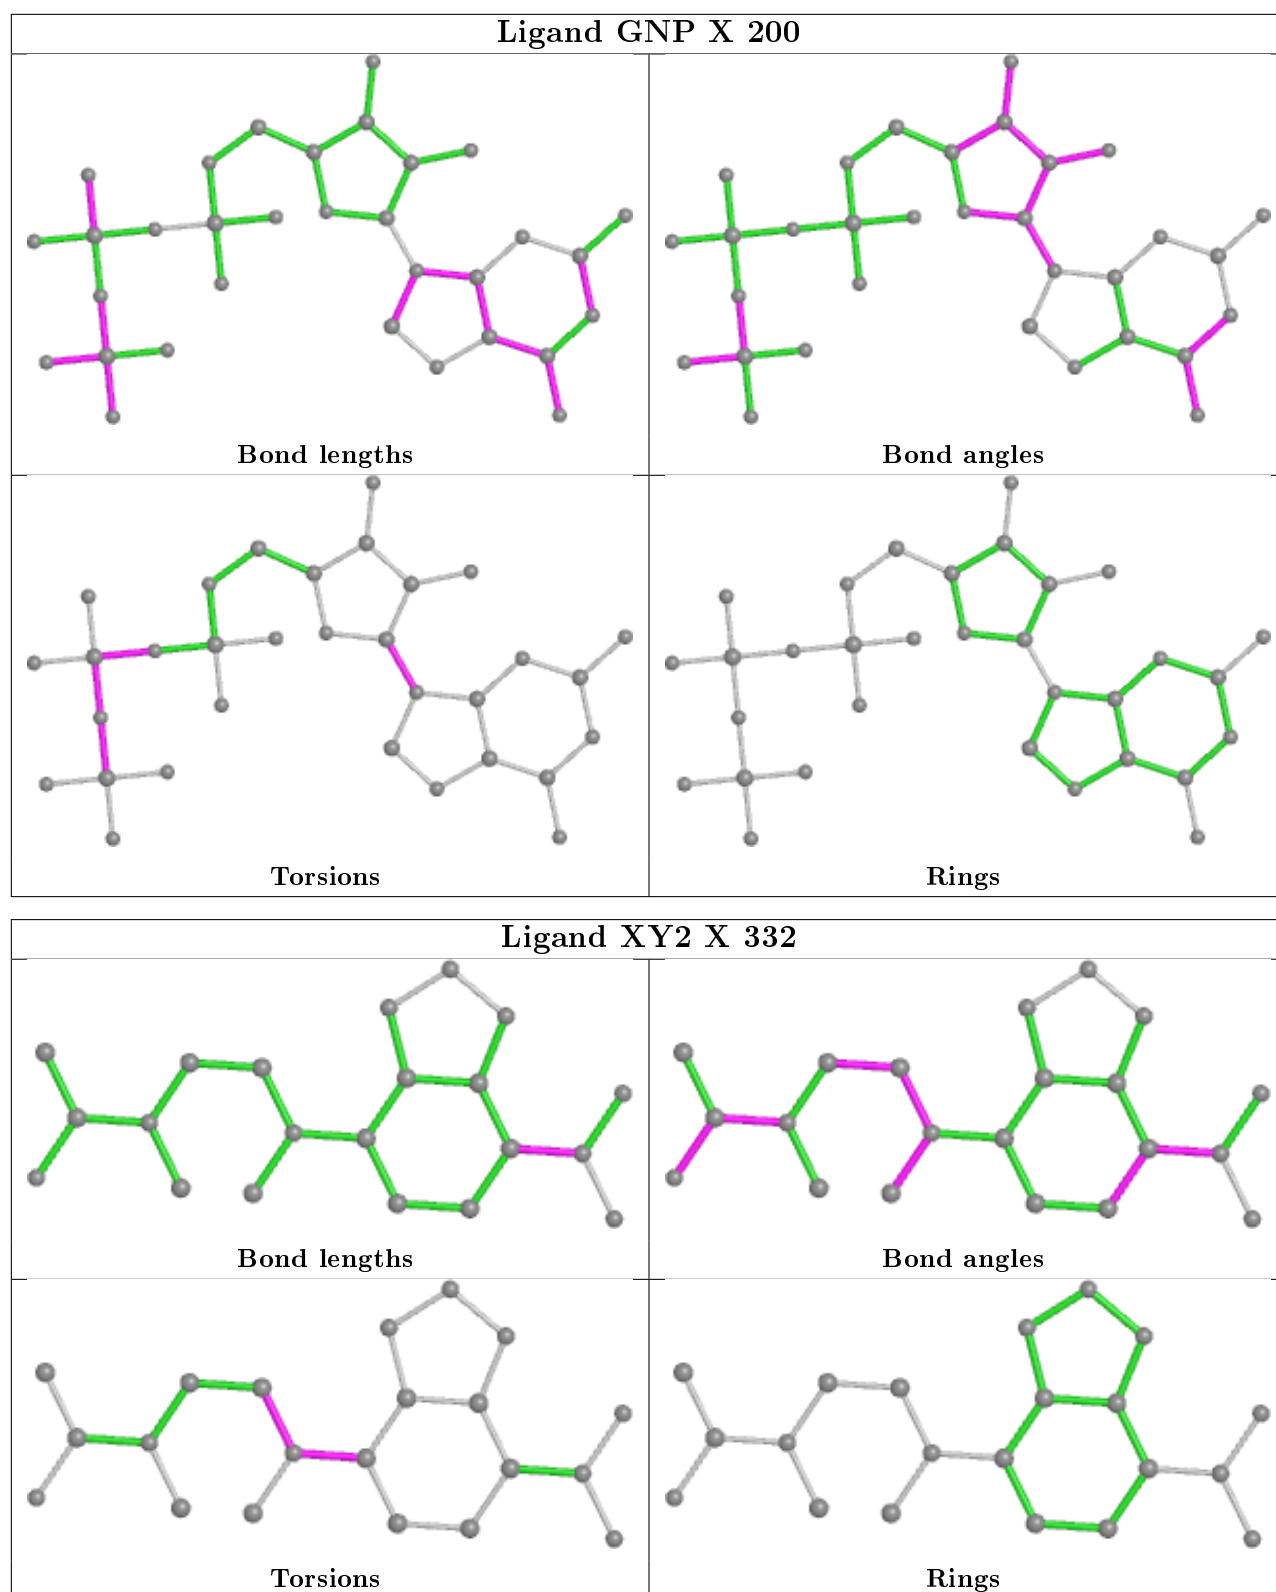 Ligand GNP X 200
Bond lengths
Bond angles
Torsions
Rings
Ligand XY2 X 332
Bond lengths
Bond angles
Torsions
Rings